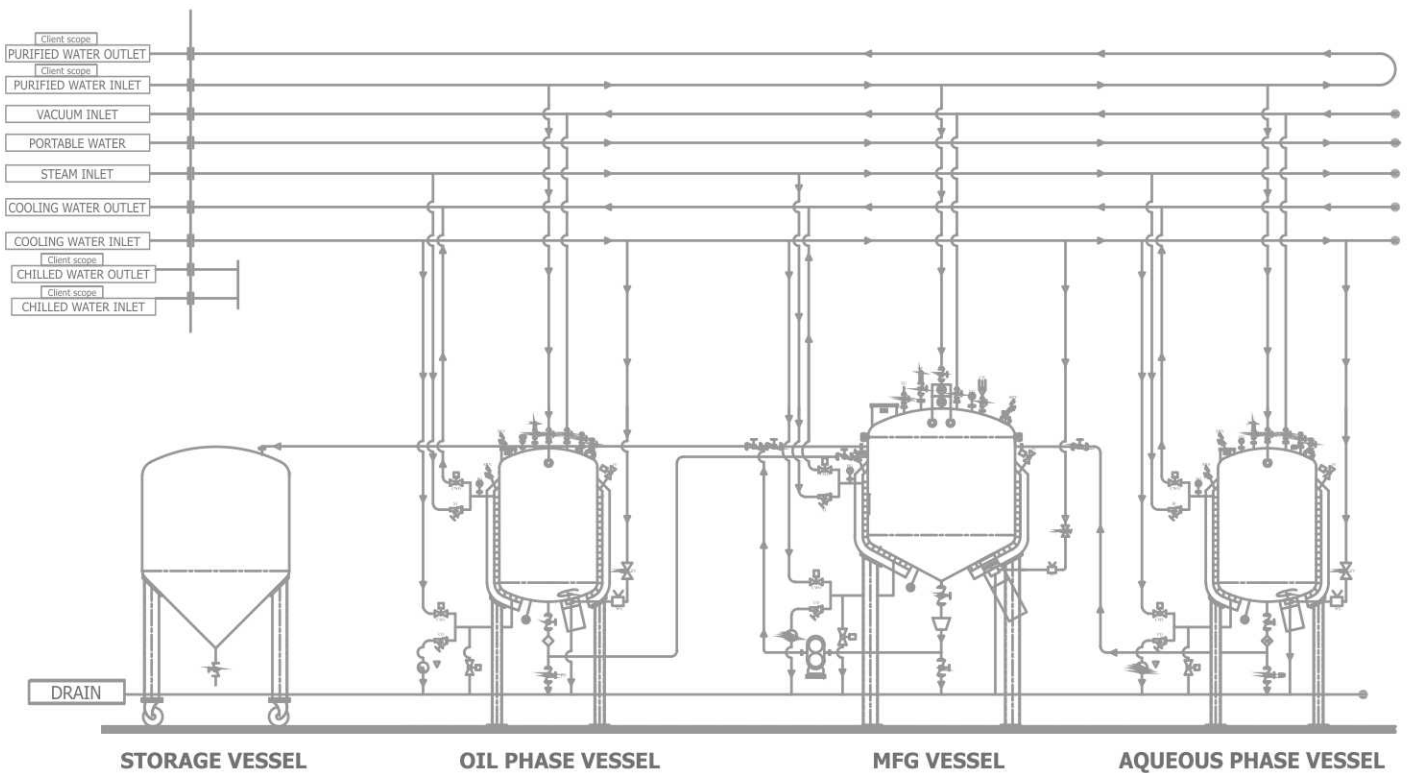 Client scope
PURIFIED WATER OUTLET
Client scope
PURIFIED WATER INLET
VACUUM INLET
PORTABLE WATER
STEAM INLET
COOLING WATER OUTLET
COOLING WATER INLET
Client scope
CHILLED WATER OUTLET
Client scope
CHILLED WATER INLET
DRAIN
STORAGE VESSEL
OIL PHASE VESSEL
MFG VESSEL
AQUEOUS PHASE VESSEL